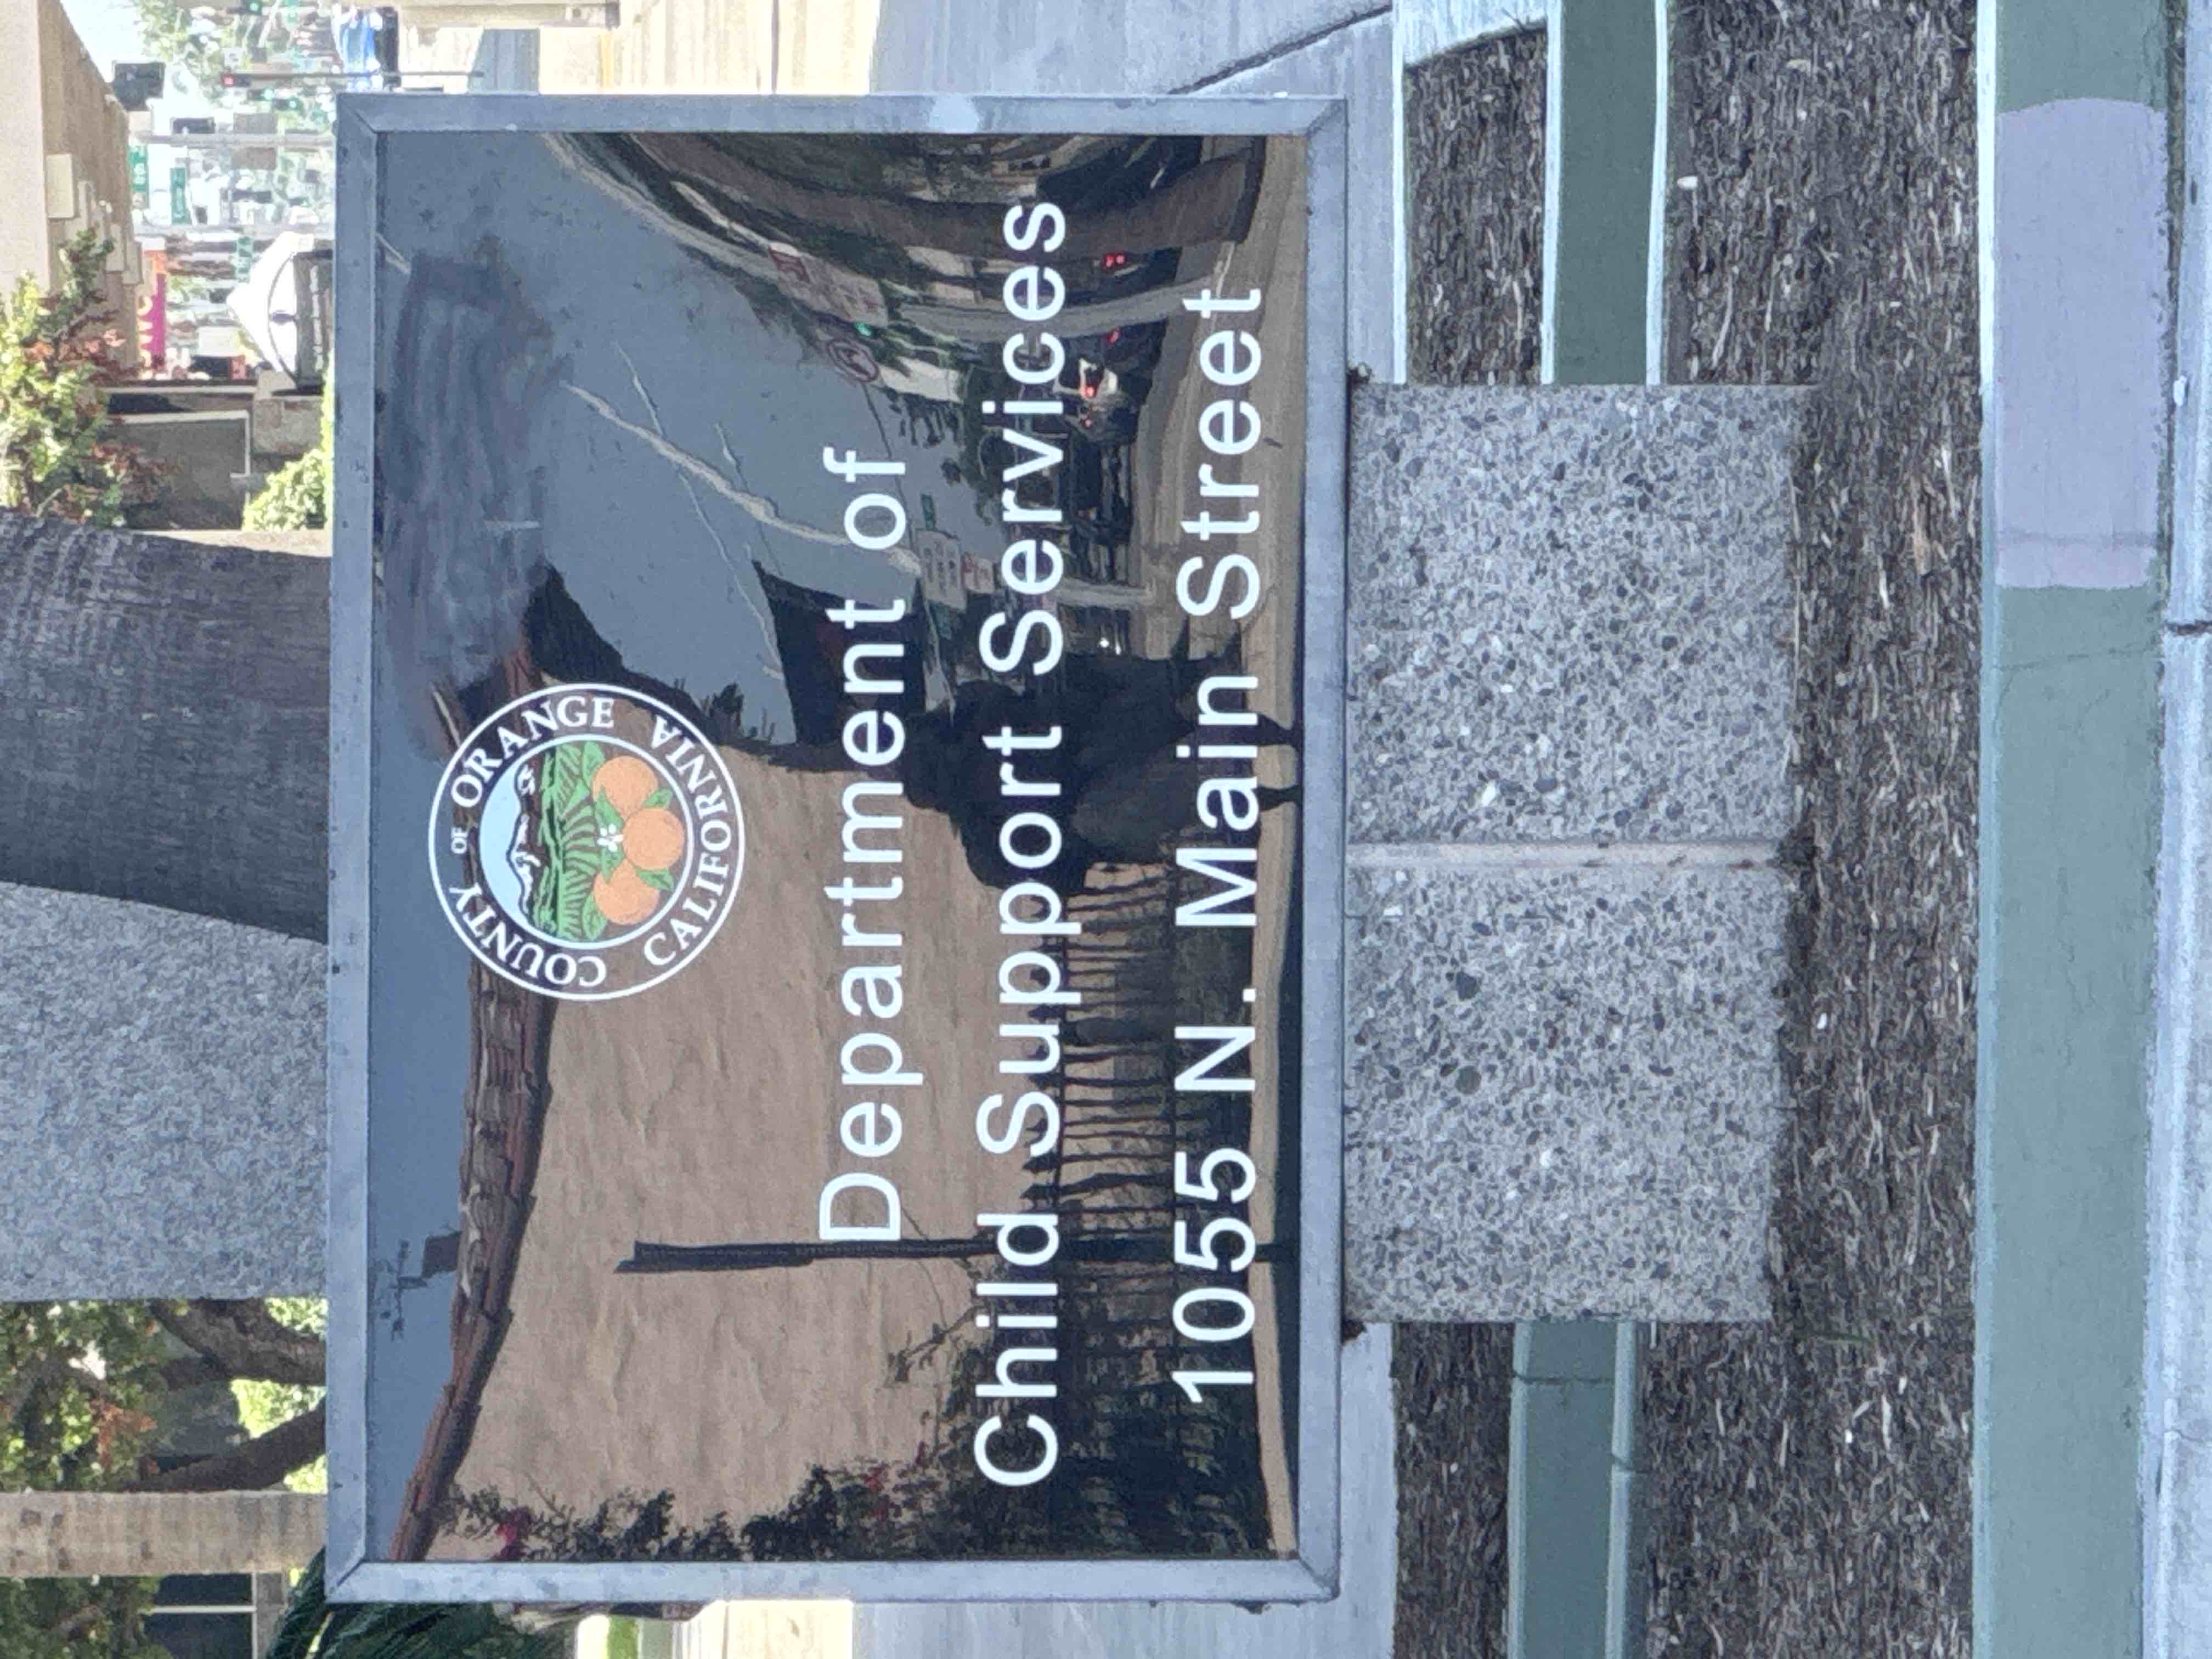 COUNTY OF ORANGE
CALIFORNIA
Department of
Child Support Services
1055 N. Main Street